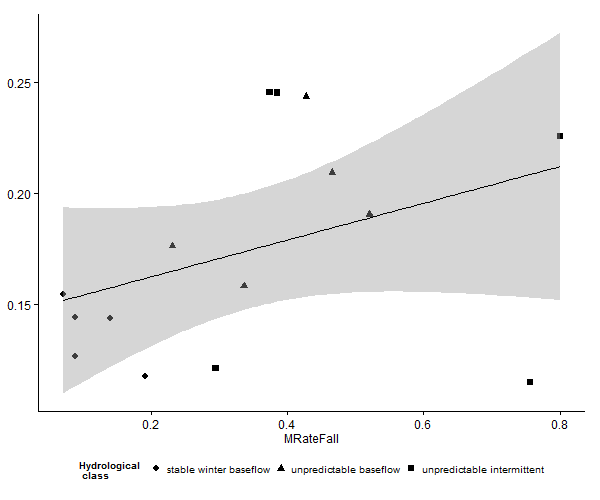 0.25
0.20
0.15
0.2 0.4 0.6 0.8
MRateFall
Hydrological
class
stable winter baseflow unpredictable baseflow unpredictable intermittent